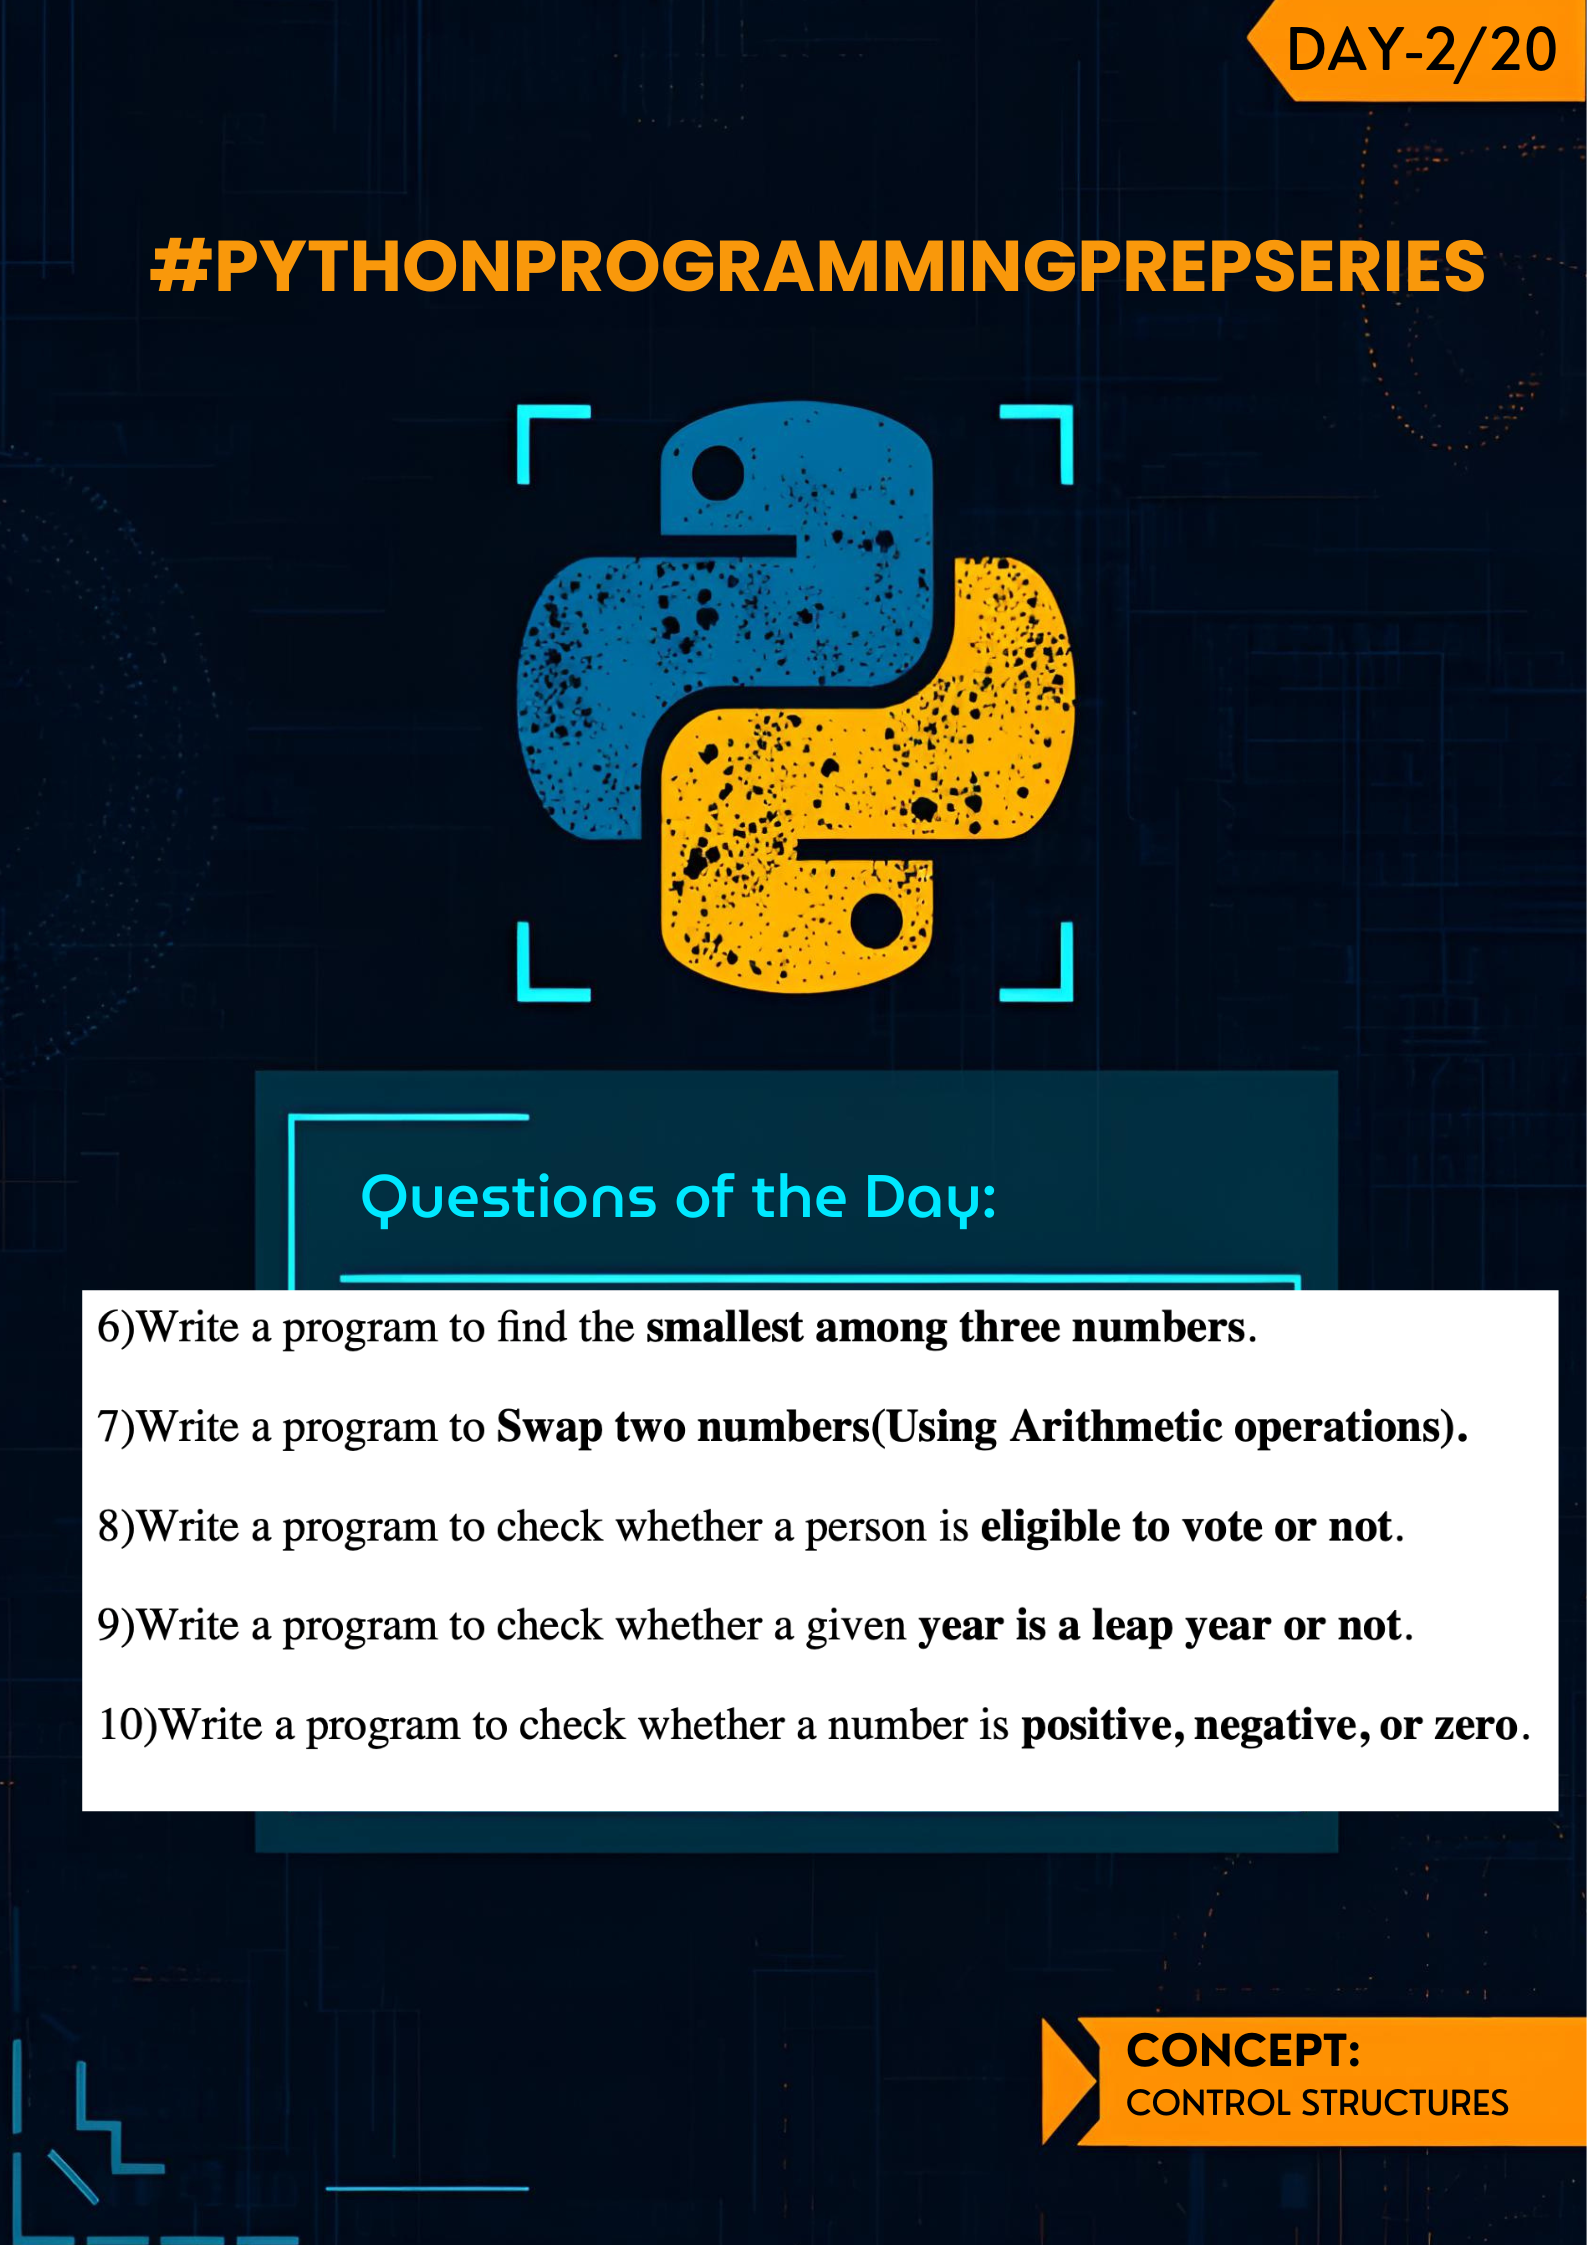 DAY-2/20
#PYTHONPROGRAMMINGPREPSERIES
Questions of the Day:
6)Write a program to find the smallest among three numbers.
7)Write a program to Swap two numbers(Using Arithmetic operations).
8)Write a program to check whether a person is eligible to vote or not.
9)Write a program to check whether a given year is a leap year or not.
10)Write a program to check whether a number is positive, negative, or zero.
CONCEPT:
CONTROL STRUCTURES